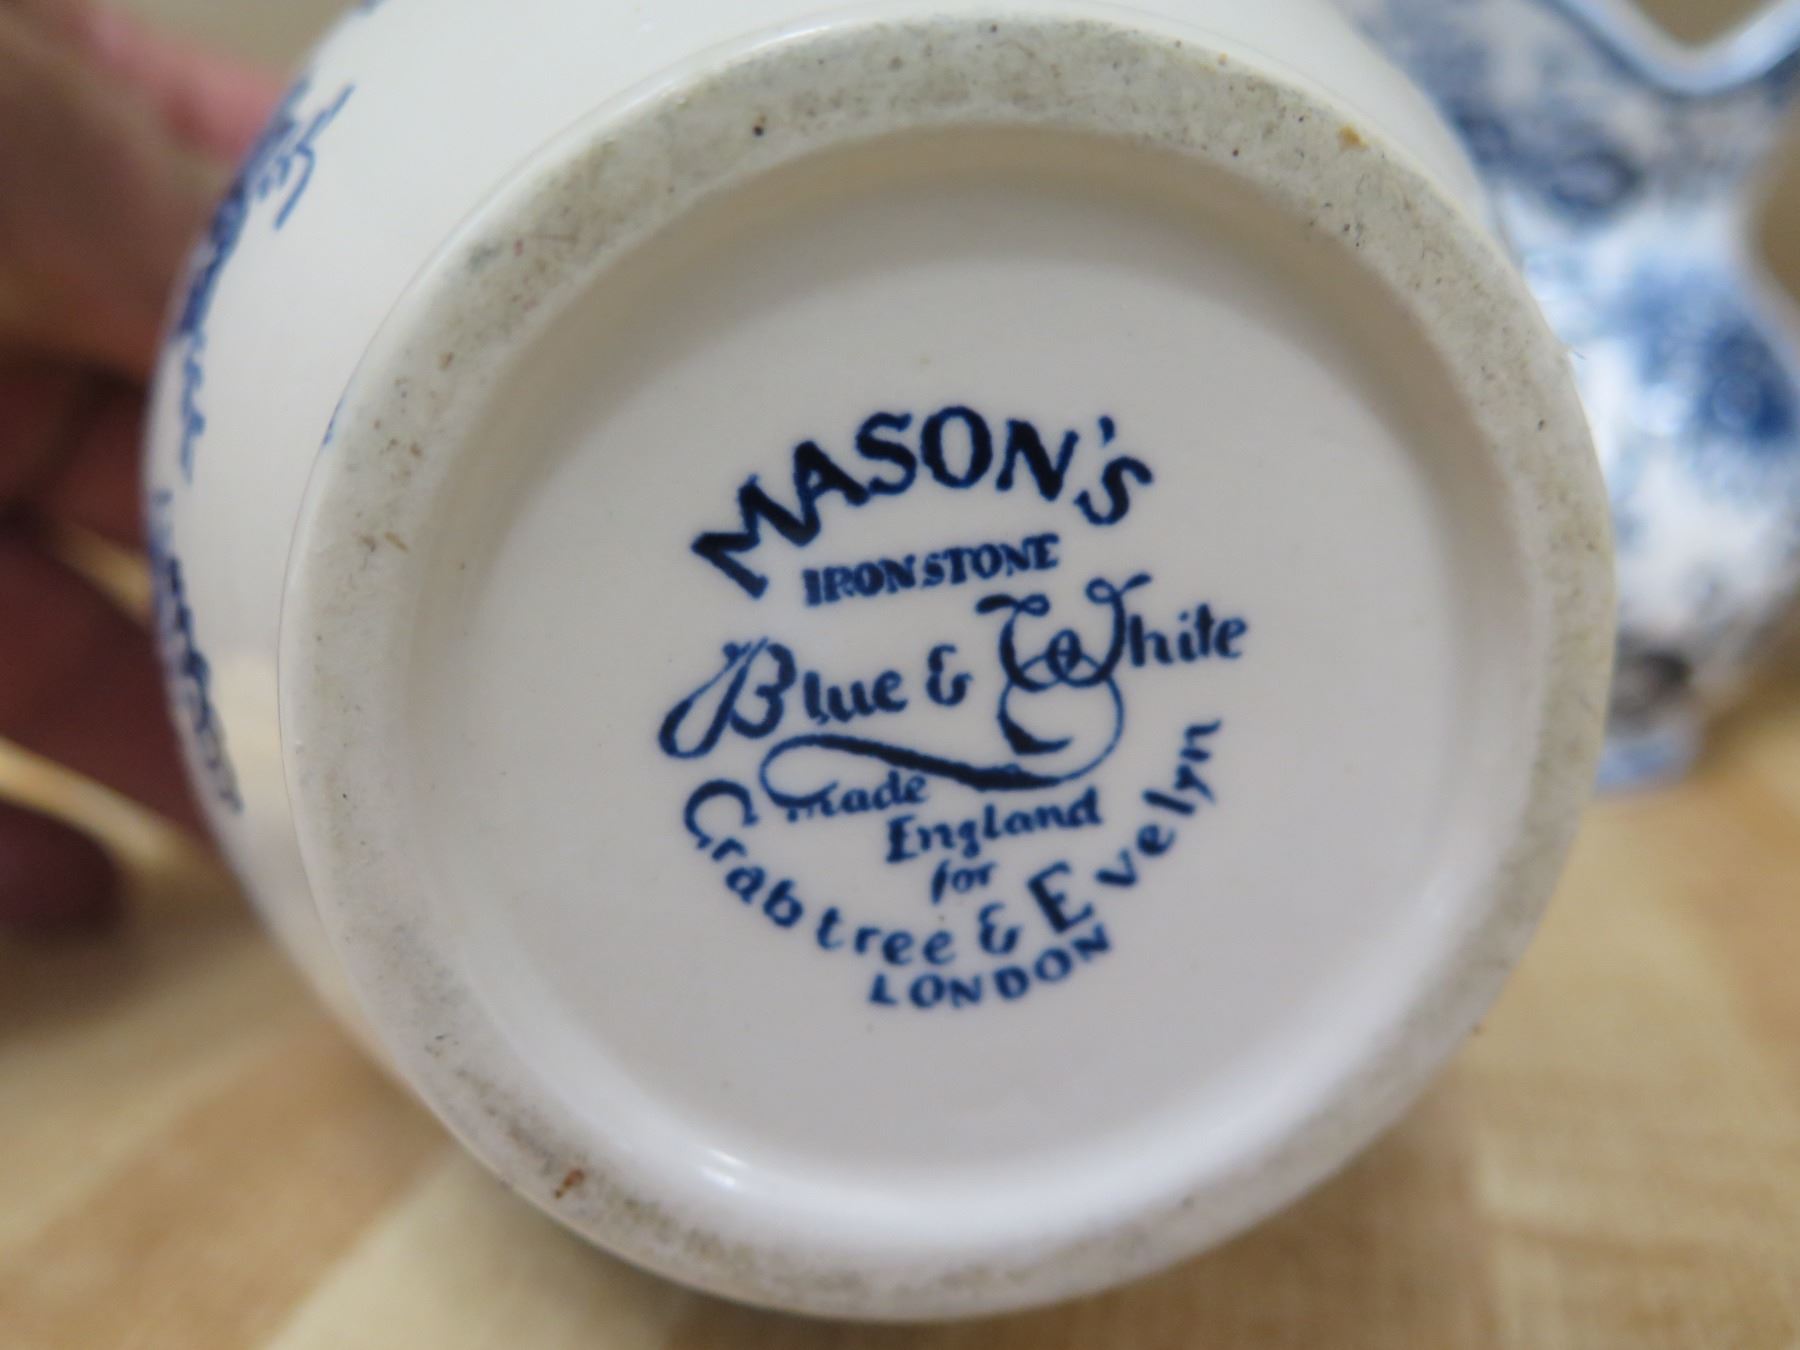 MASON'S
IRONSTONE
Blue & White
made
England
for
Crabtree & Evelyn
LONDON